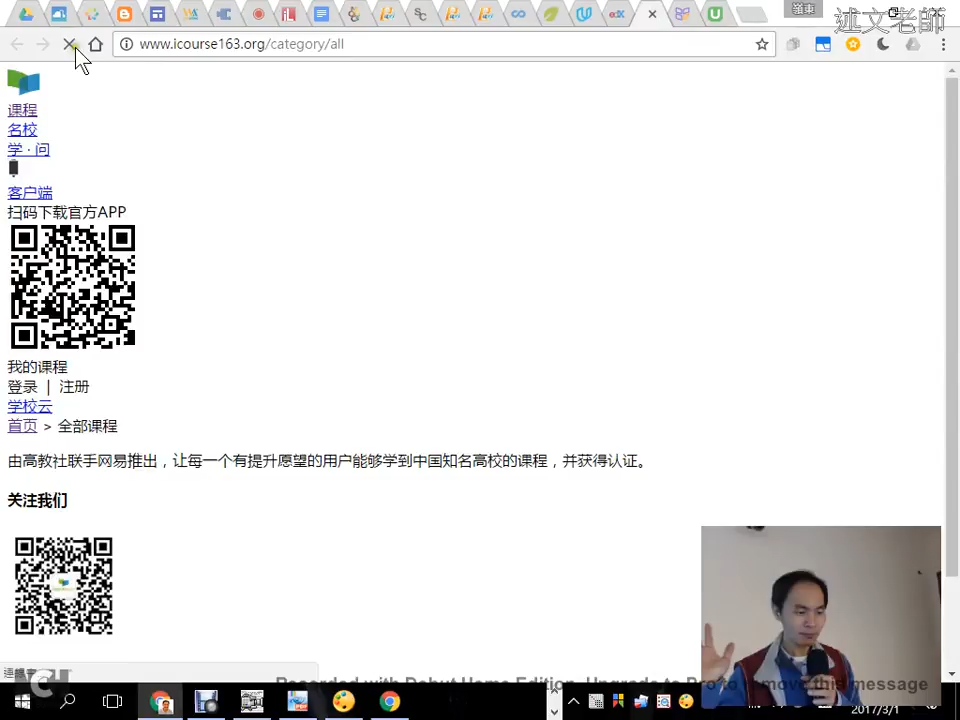 述文老師
www.icourse163.org/category/all
课程
名校
学·问
客户端
扫码下载官方APP
我的课程
登录 | 注册
学校云
首页 > 全部课程
由高教社联手网易推出，让每一个有提升愿望的用户能够学到中国知名高校的课程，并获得认证。
关注我们
Recorded with Debut Home Edition. Upgrade to Pro to remove this message
2017/3/1